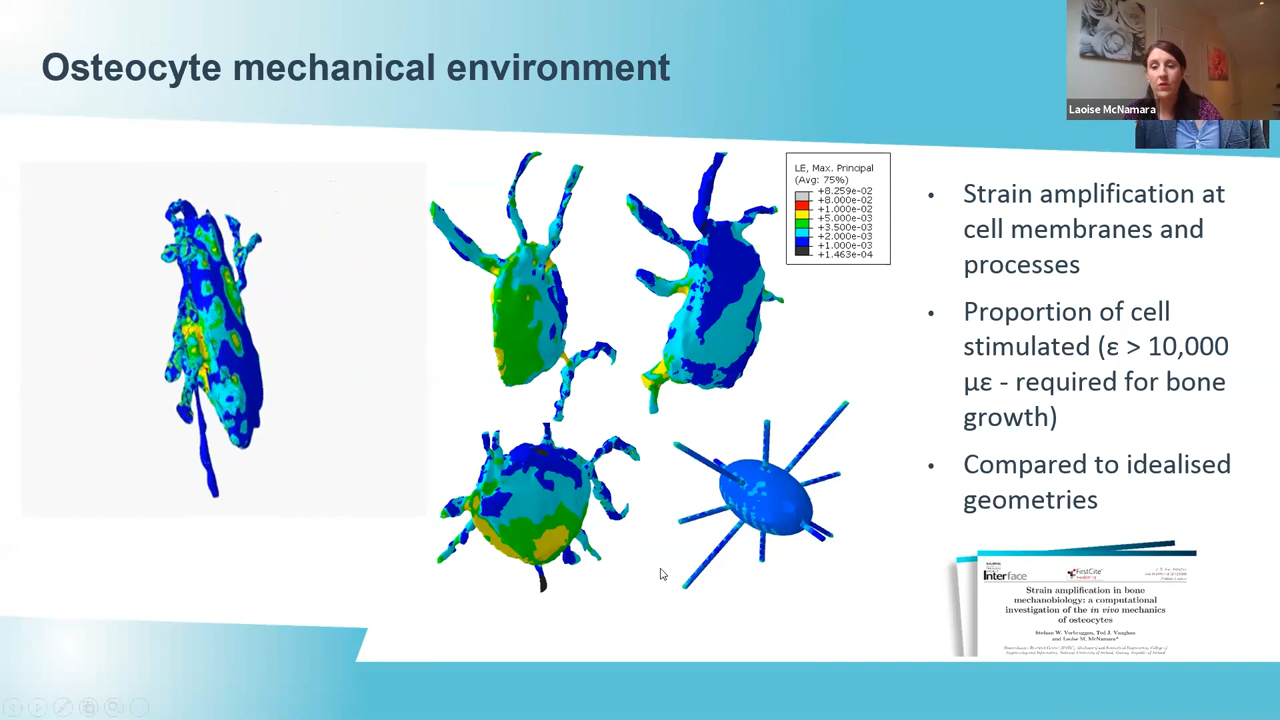 Osteocyte mechanical environment
Laoise McNamara
LE, Max. Principal
(Avg: 75%)
+8.259e-02
+8.000e-02
+1.000e-02
+5.000e-03
+3.500e-03
+2.000e-03
+1.000e-03
+1.463e-04
• Strain amplification at
cell membranes and
processes
• Proportion of cell
stimulated (ε > 10,000
µε - required for bone
growth)
• Compared to idealised
geometries
Interface
FirstCite
Strain amplification in bone
mechanobiology: a computational
investigation of the in vivo mechanics
of osteocytes
Stefaan W. Verbruggen, Ted J. Vaughan
and Laoise M. McNamara*